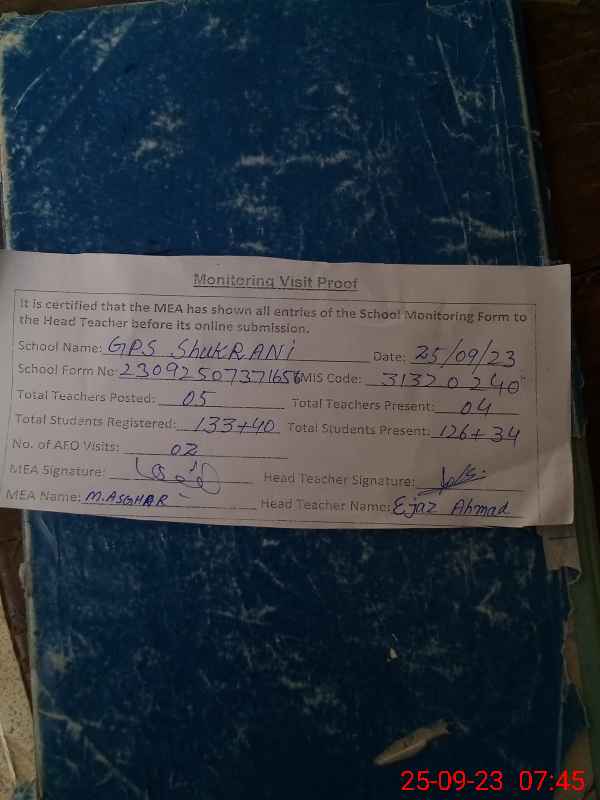 Monitoring Visit Proof
It is certified that the MEA has shown all entries of the School Monitoring Form to
the Head Teacher before its online submission.
School Name: GPS ShukRANi Date: 25/09/23
School Form No: 23092507371656 EMIS Code: 31320240
Total Teachers Posted: 05 Total Teachers Present: 04
Total Students Registered: 133+40 Total Students Present: 126+34
No. of AEO Visits: 02
MEA Signature: Head Teacher Signature:
MEA Name: M.ASGHAR Head Teacher Name: Ejaz Ahmad
25-09-23 07:45